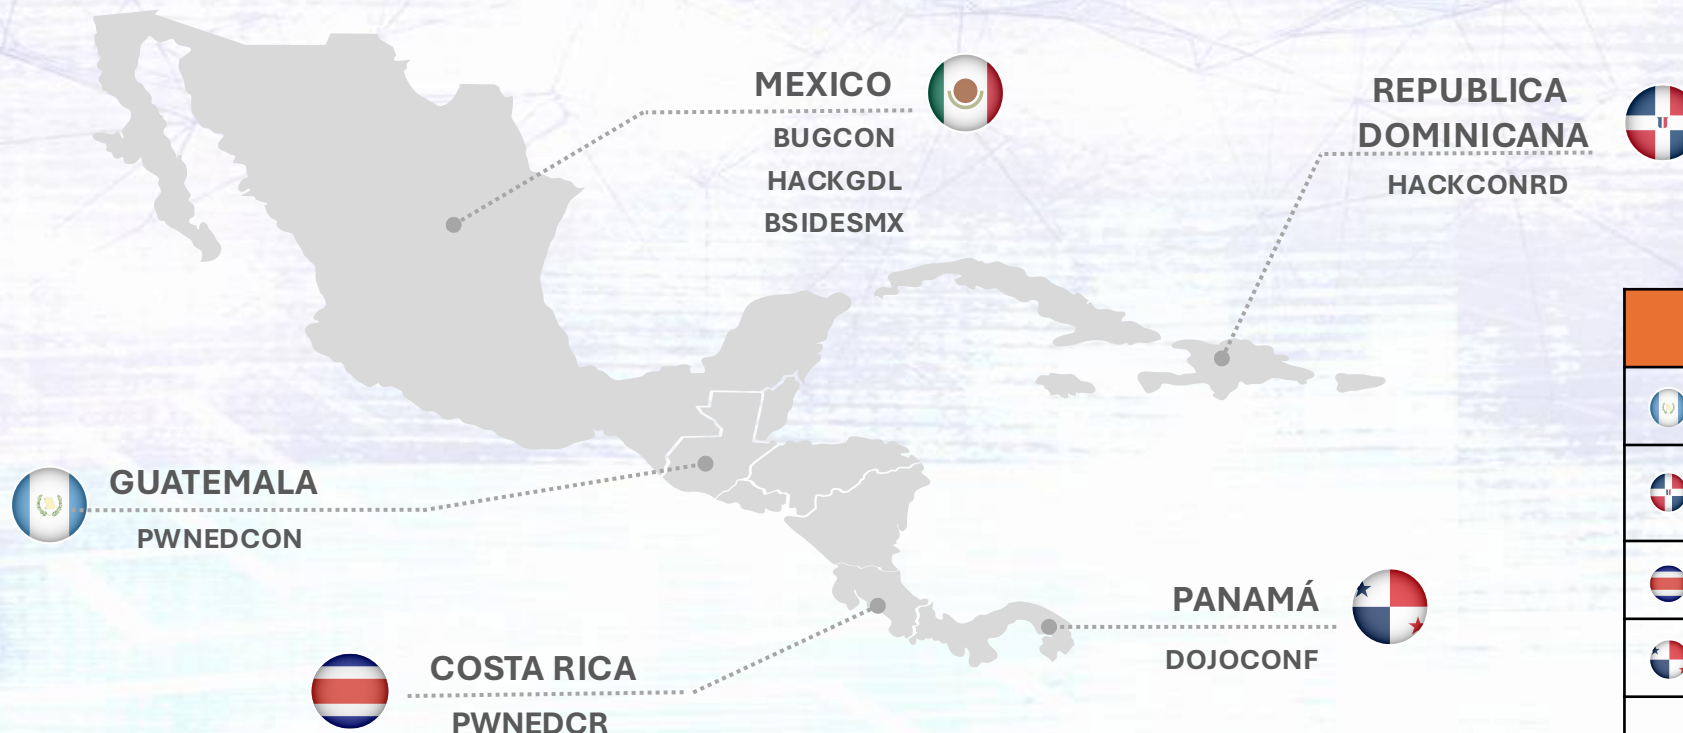 MEXICO
BUGCON
HACKGDL
BSIDESMX
REPUBLICA
DOMINICANA
HACKCONRD
GUATEMALA
PWNEDCON
PANAMÁ
DOJOCONF
COSTA RICA
PWNEDCR